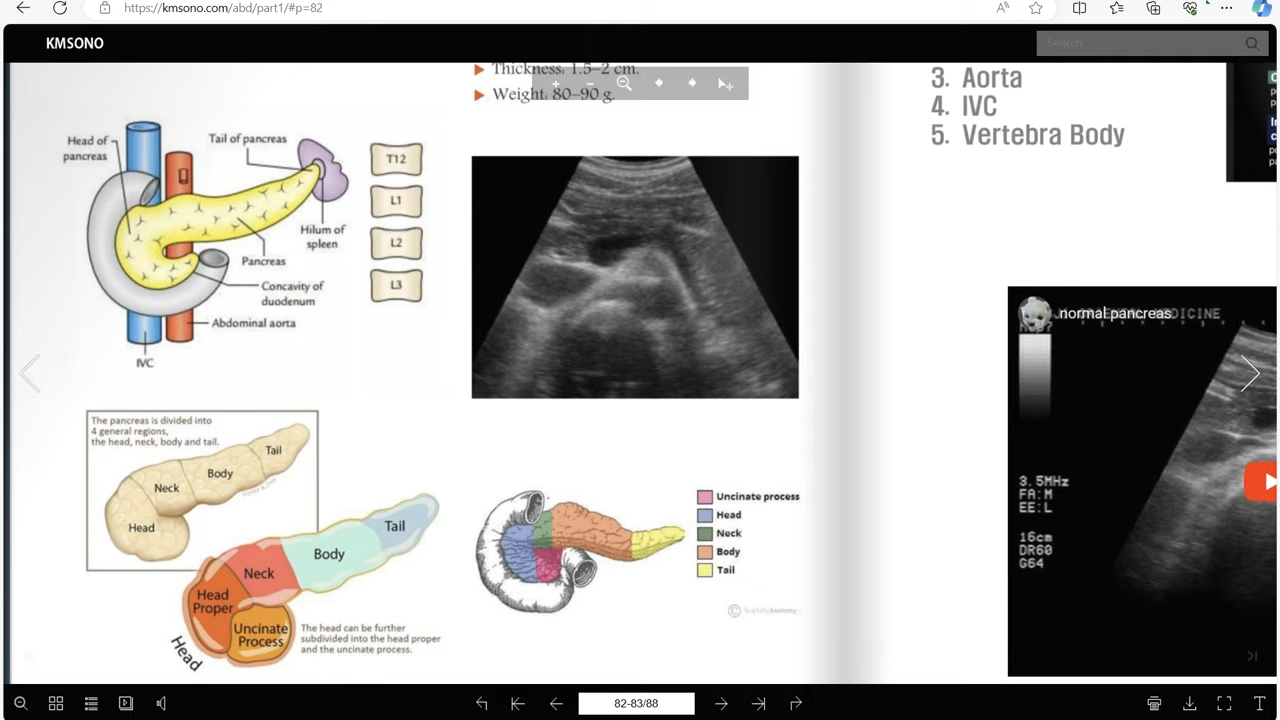 https://kmsono.com/abd/part1/#p=82
KMSONO
Search
Thickness: 1.5–2 cm.
Weight: 80–90 g.
Head of
pancreas
Tail of pancreas
Hilum of
spleen
Pancreas
Concavity of
duodenum
Abdominal aorta
IVC
T12
L1
L2
L3
The pancreas is divided into
4 general regions,
the head, neck, body and tail.
Tail
Body
Neck
Head
Tail
Body
Neck
Head
Proper
Uncinate
Process
Head
The head can be further
subdivided into the head proper
and the uncinate process.
Uncinate process
Head
Neck
Body
Tail
3. Aorta
4. IVC
5. Vertebra Body
normal pancreas
3.5MHz
FA:M
EE:L
16cm
DR60
G64
82-83/88